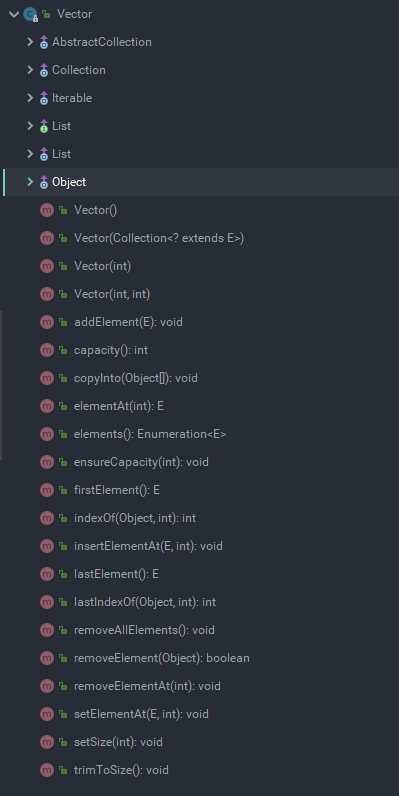 Vector
AbstractCollection
Collection
Iterable
List
List
Object
Vector()
Vector(Collection<? extends E>)
Vector(int)
Vector(int, int)
addElement(E): void
capacity(): int
copyInto(Object[]): void
elementAt(int): E
elements(): Enumeration<E>
ensureCapacity(int): void
firstElement(): E
indexOf(Object, int): int
insertElementAt(E, int): void
lastElement(): E
lastIndexOf(Object, int): int
removeAllElements(): void
removeElement(Object): boolean
removeElementAt(int): void
setElementAt(E, int): void
setSize(int): void
trimToSize(): void